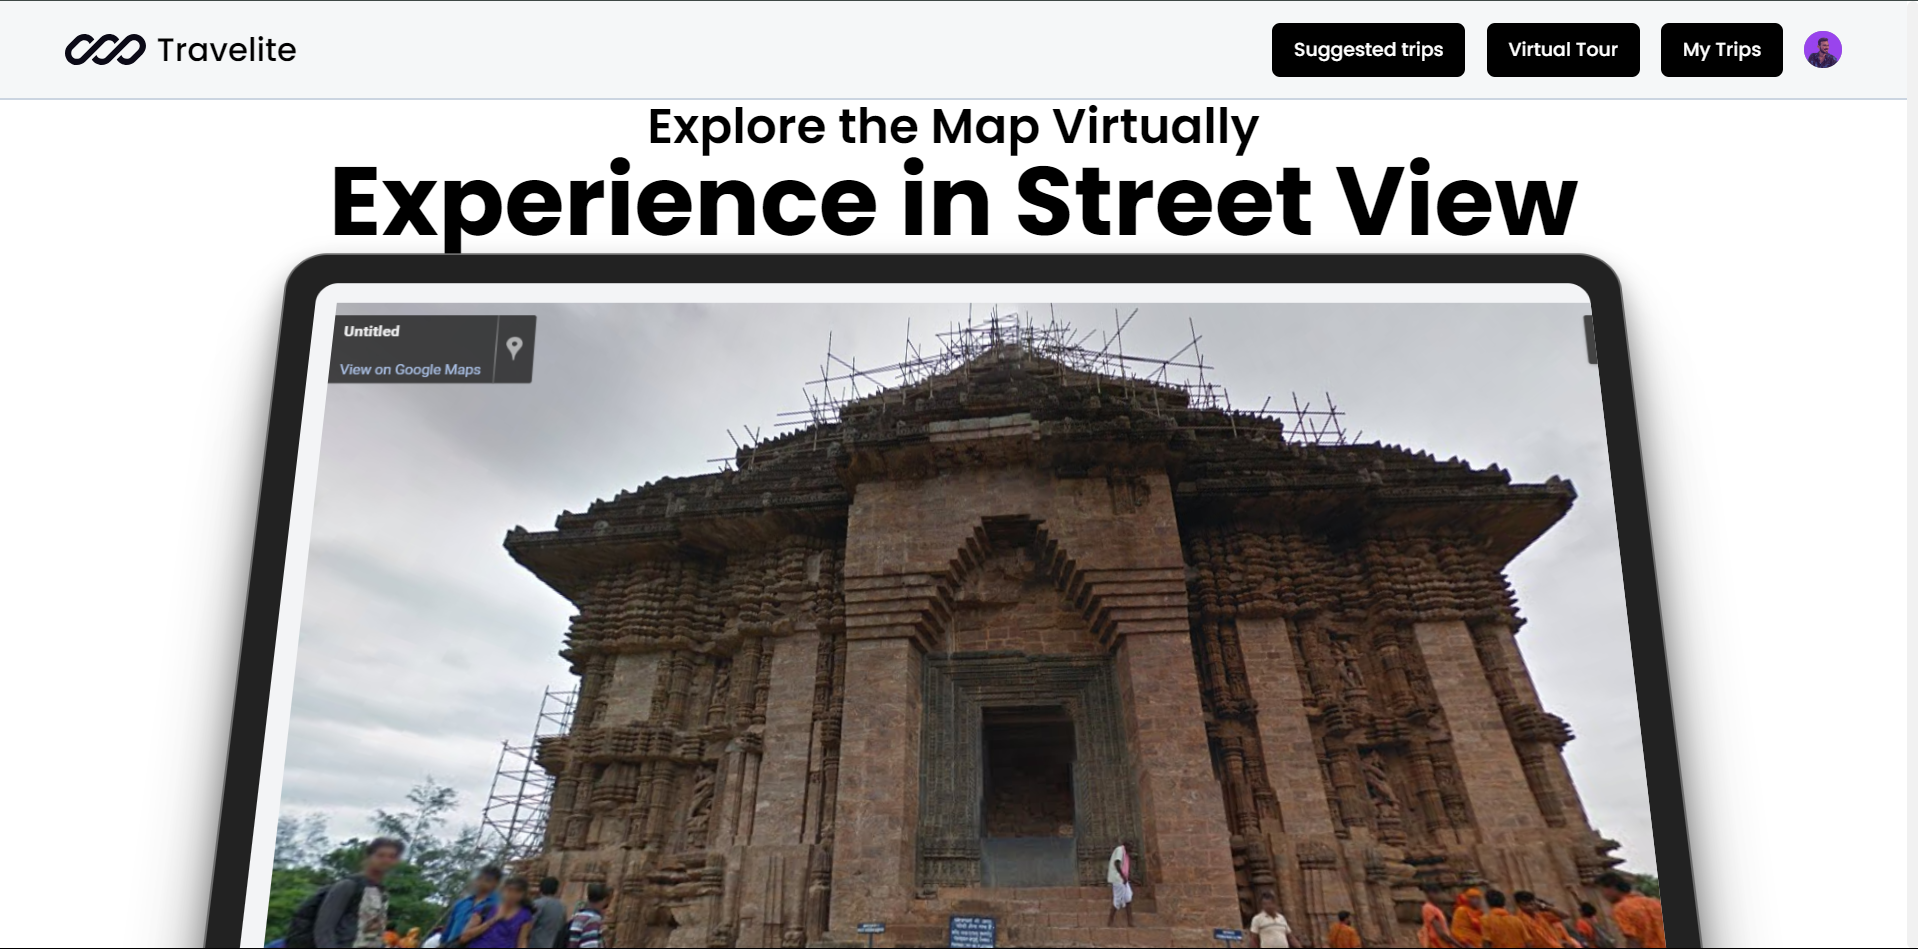 Travelite
Suggested trips
Virtual Tour
My Trips
Explore the Map Virtually
Experience in Street View
Untitled
View on Google Maps